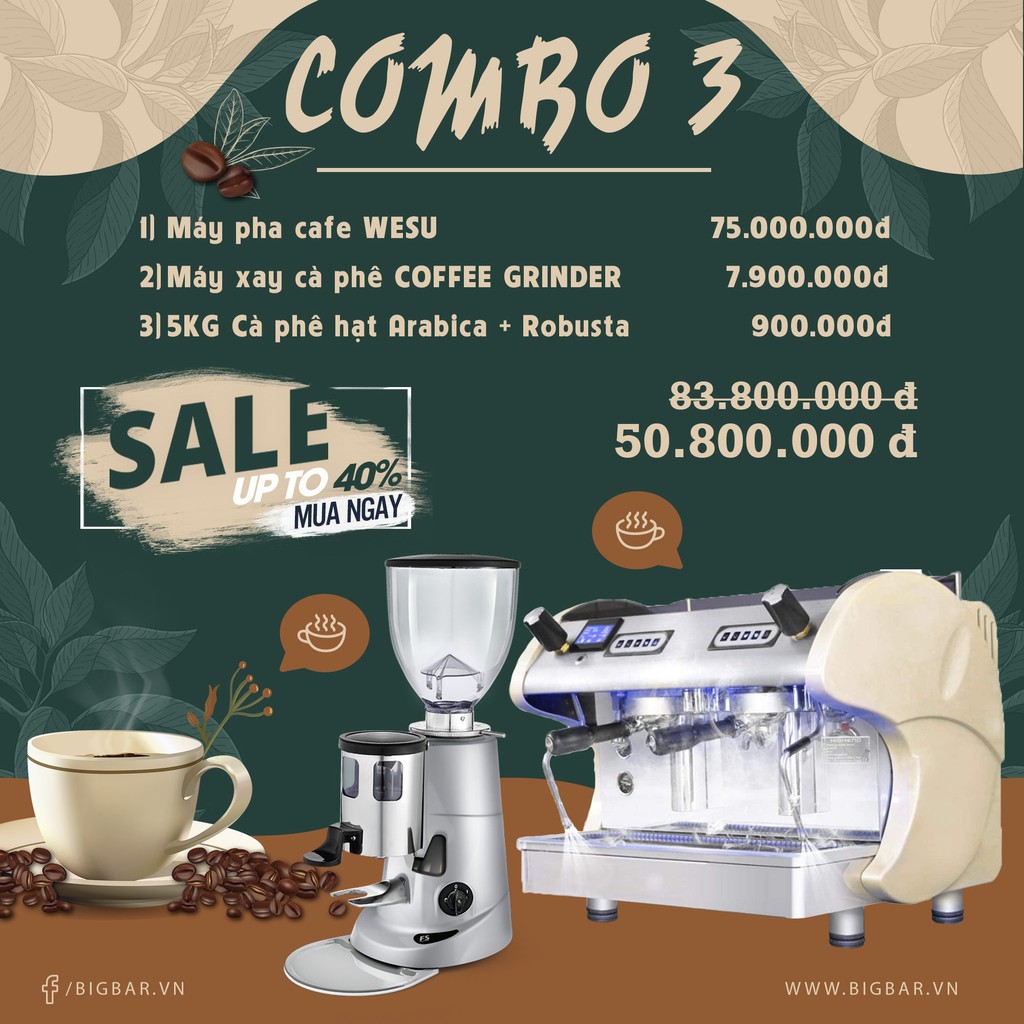 COMBO 3
1) Máy pha cafe WESU 75.000.000đ
2) Máy xay cà phê COFFEE GRINDER 7.900.000đ
3) 5KG Cà phê hạt Arabica + Robusta 900.000đ
83.800.000 đ
50.800.000 đ
SALE
UP TO 40%
MUA NGAY
F5
/BIGBAR.VN
WWW.BIGBAR.VN